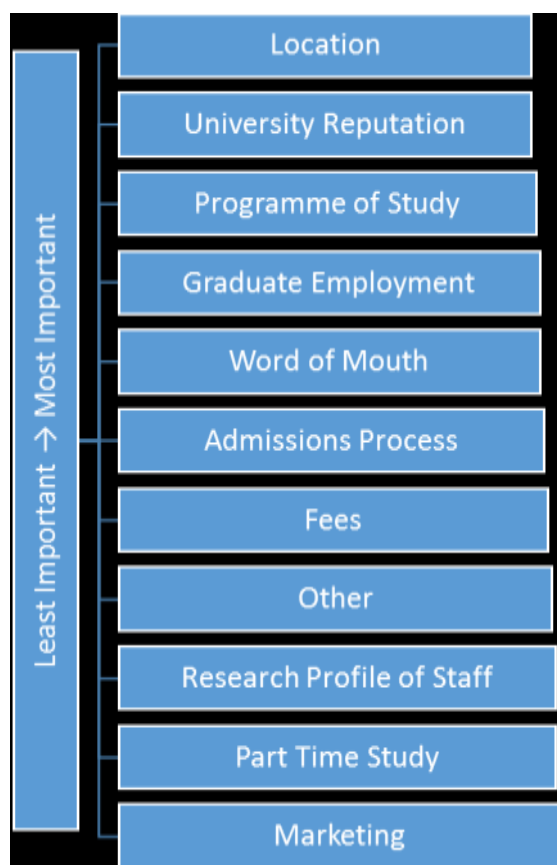 Least Important → Most Important
Location
University Reputation
Programme of Study
Graduate Employment
Word of Mouth
Admissions Process
Fees
Other
Research Profile of Staff
Part Time Study
Marketing